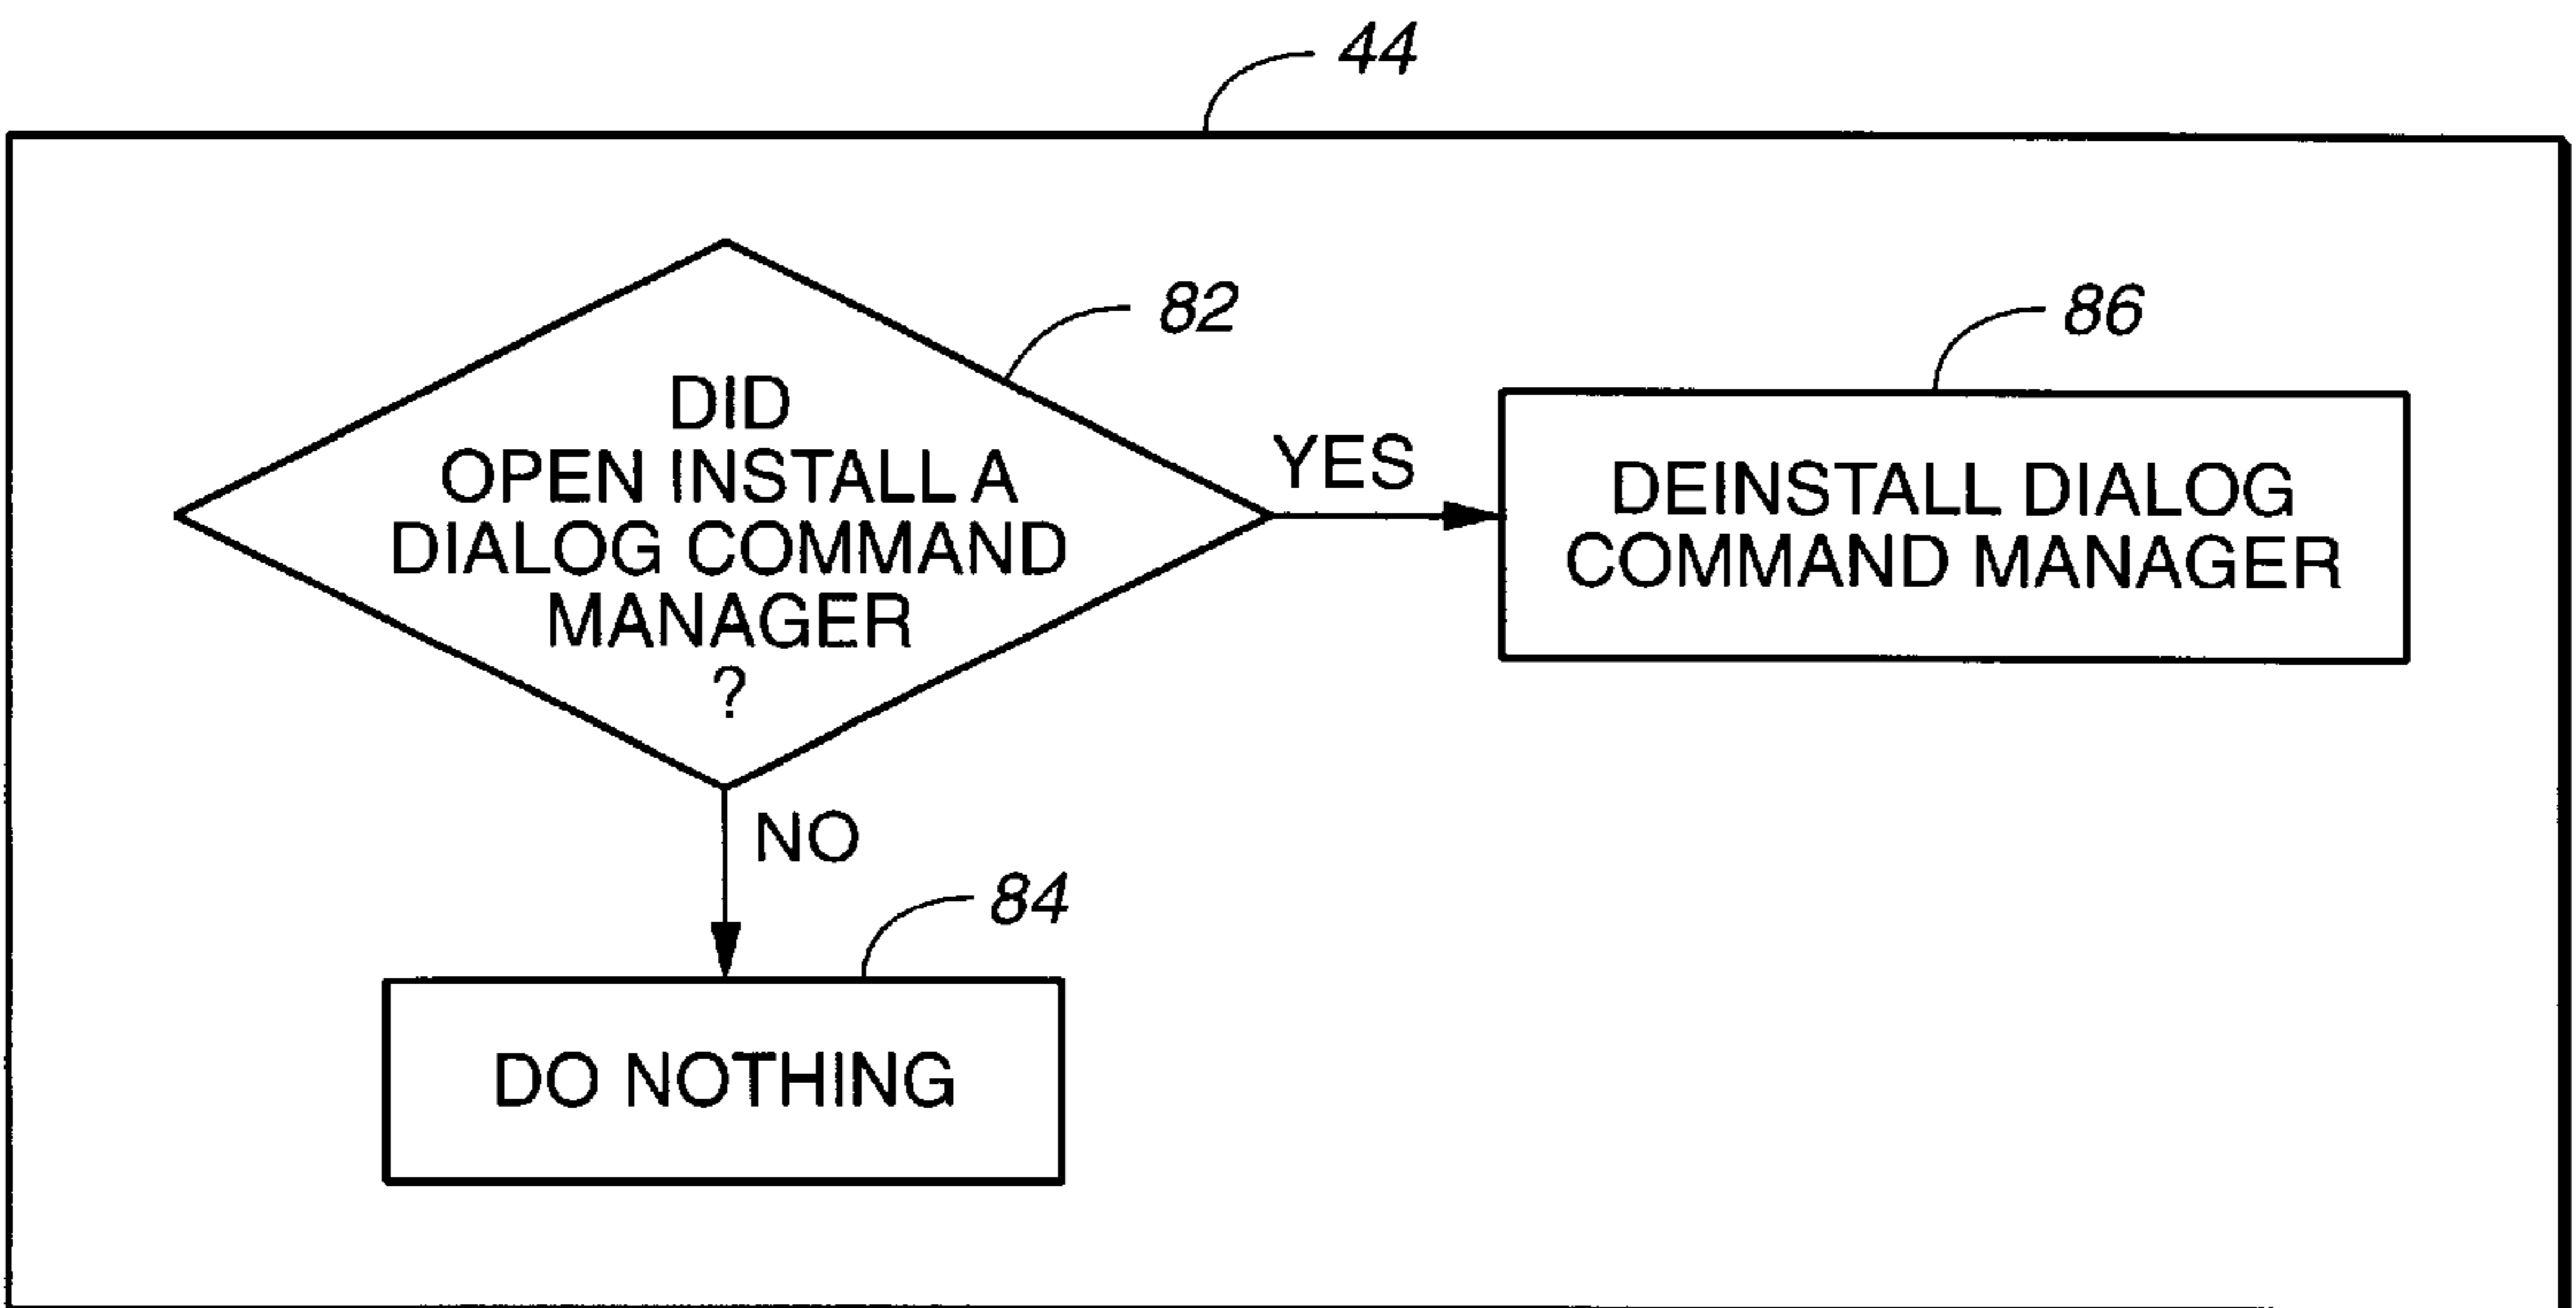 44
82
DID
OPEN INSTALL A
DIALOG COMMAND
MANAGER
?
YES
86
DEINSTALL DIALOG
COMMAND MANAGER
NO
84
DO NOTHING